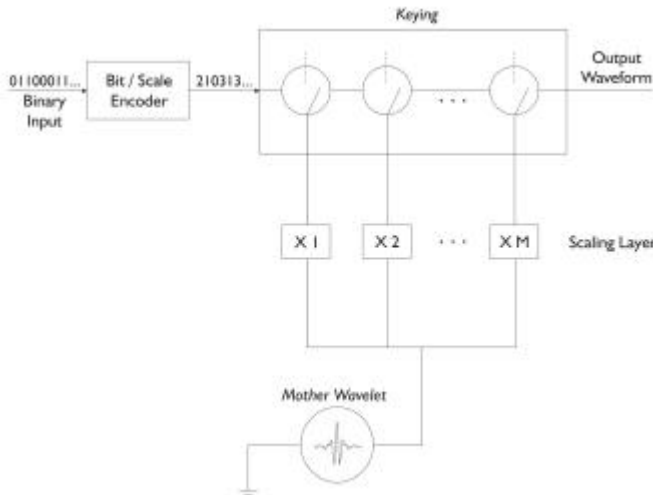 Keying
01100011...
Binary
Input
Bit / Scale
Encoder
210313...
. . .
Output
Waveform
X 1
X 2
. . .
X M
Scaling Layer
Mother Wavelet